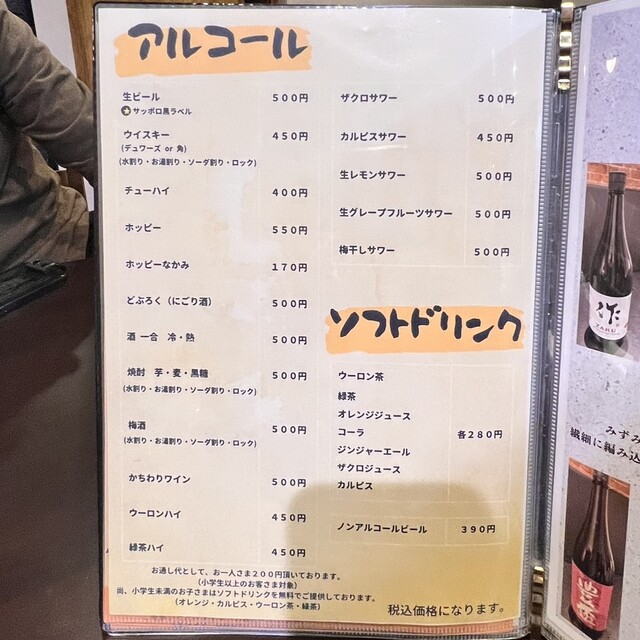 アルコール
生ビール 500円
サッポロ黒ラベル
ウイスキー 450円
(デュワーズ or 角)
(水割り・お湯割り・ソーダ割り・ロック)
チューハイ 400円
ホッピー 550円
ホッピーなかみ 170円
どぶろく(にごり酒) 500円
酒 一合 冷・熱 500円
焼酎 芋・麦・黒糖 500円
(水割り・お湯割り・ソーダ割り・ロック)
梅酒 500円
(水割り・お湯割り・ソーダ割り・ロック)
かちわりワイン 500円
ウーロンハイ 450円
緑茶ハイ 450円
ザクロサワー 500円
カルピスサワー 450円
生レモンサワー 500円
生グレープフルーツサワー 500円
梅干しサワー 500円
ソフトドリンク
ウーロン茶
緑茶
オレンジジュース
コーラ 各280円
ジンジャーエール
ザクロジュース
カルピス
ノンアルコールビール 390円
お通し代として、お一人さま200円頂いております。
(小学生以上のお客さま対象)
尚、小学生未満のお子さまはソフトドリンクを無料でご提供しております。
(オレンジ・カルピス・ウーロン茶・緑茶)
税込価格になります。
作
ZAKU
みずみ
繊細に編み込